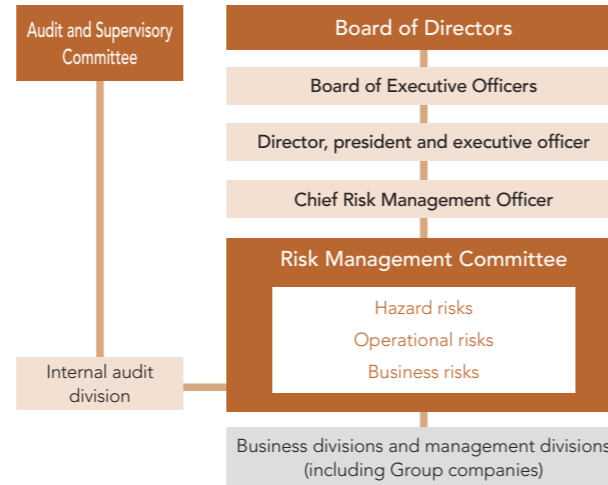 Audit and Supervisory
Committee
Board of Directors
Board of Executive Officers
Director, president and executive officer
Chief Risk Management Officer
Risk Management Committee
Hazard risks
Operational risks
Business risks
Internal audit
division
Business divisions and management divisions
(including Group companies)